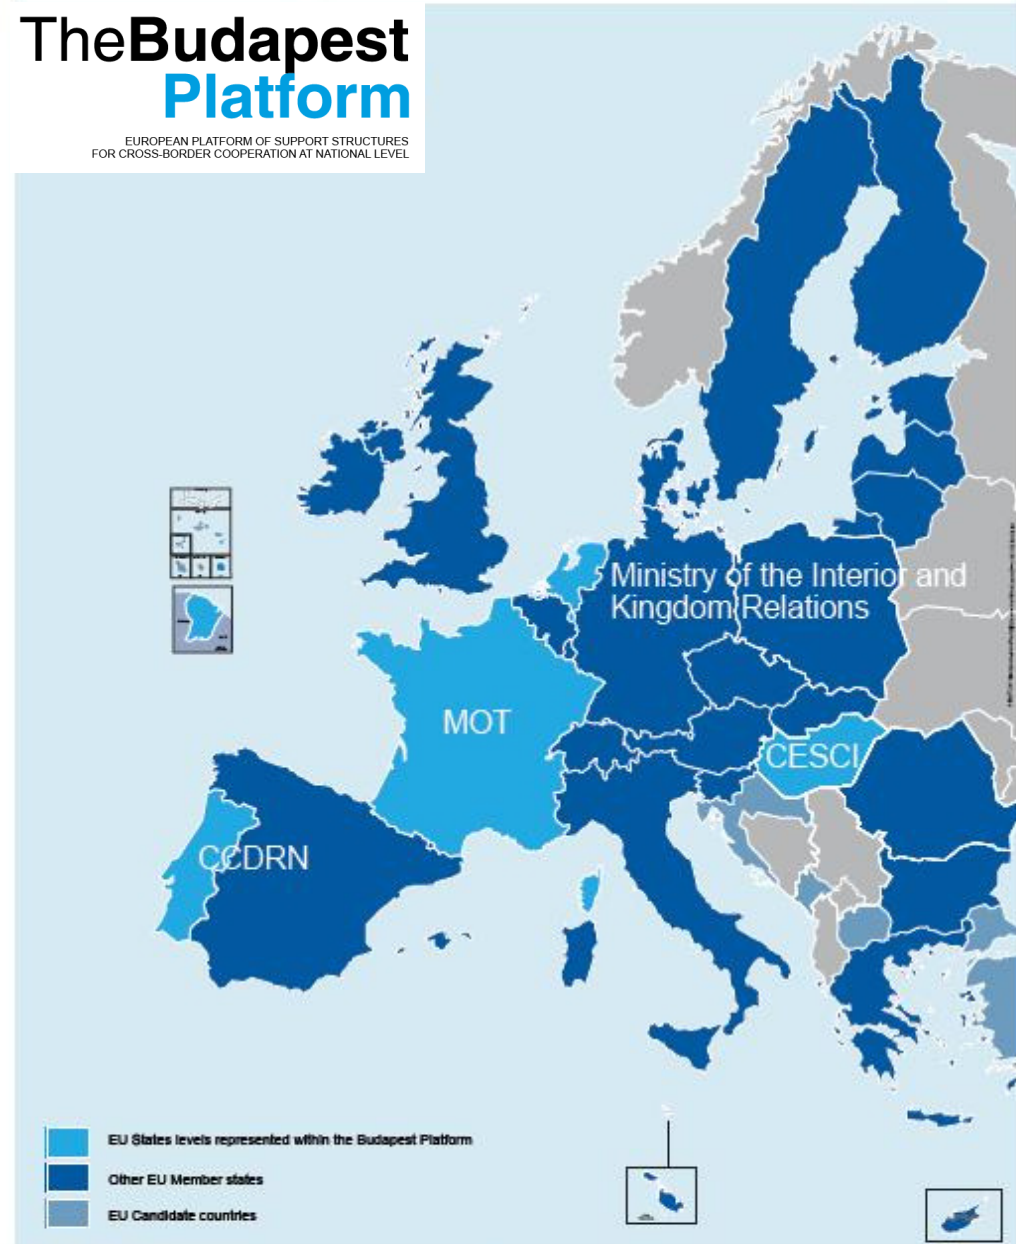 TheBudapest
Platform
EUROPEAN PLATFORM OF SUPPORT STRUCTURES
FOR CROSS-BORDER COOPERATION AT NATIONAL LEVEL
Ministry of the Interior and
Kingdom Relations
MOT
CESCI
CCDRN
EU States levels represented within the Budapest Platform
Other EU Member states
EU Candidate countries